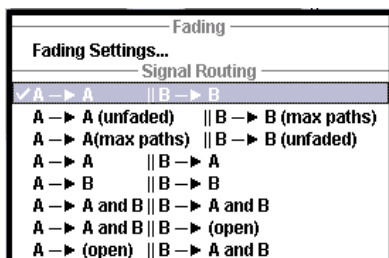 Fading
Fading Settings...
Signal Routing
✓ A —► A || B —► B
A —► A (unfaded) || B —► B (max paths)
A —► A(max paths) || B —► B (unfaded)
A —► A || B —► A
A —► B || B —► B
A —► A and B || B —► A and B
A —► A and B || B —► (open)
A —► (open) || B —► A and B